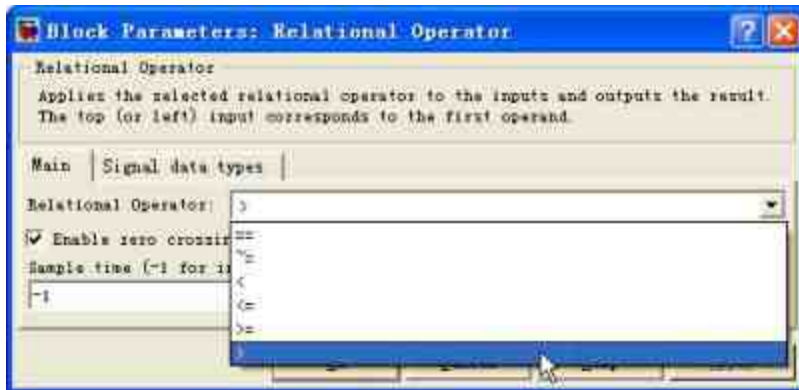 Block Parameters: Relational Operator
Relational Operator
Applies the selected relational operator to the inputs and outputs the result.
The top (or left) input corresponds to the first operand.
Main
Signal data types
Relational Operator: >
Enable zero crossin
Sample time (-1 for in
-1
==
~=
<
<=
>=
>